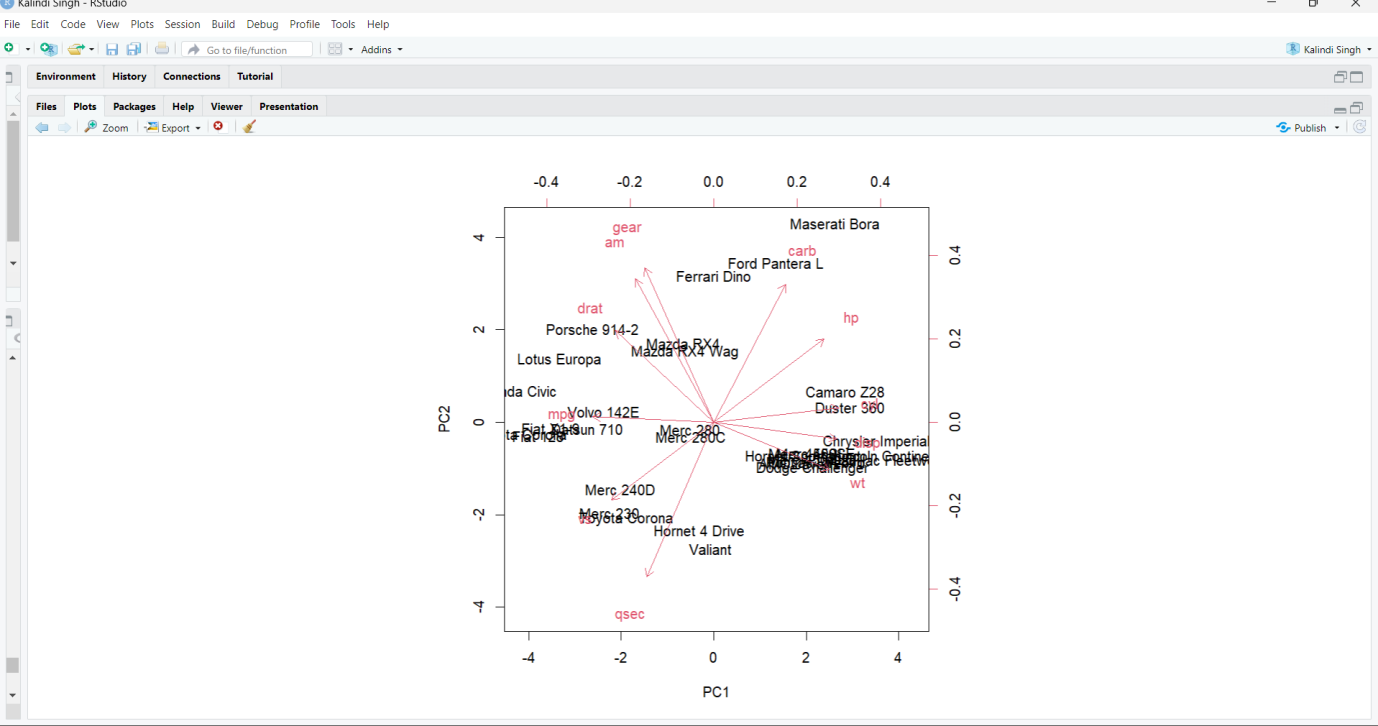 Kalindi Singh - RStudio
File Edit Code View Plots Session Build Debug Profile Tools Help
Go to file/function Addins Kalindi Singh
Environment History Connections Tutorial
Files Plots Packages Help Viewer Presentation
Zoom Export Publish
-0.4 -0.2 0.0 0.2 0.4
Maserati Bora
gear
4
am
carb
0.4
Ford Pantera L
Ferrari Dino
drat
hp
2
Porsche 914-2
0.2
Mazda RX4
Mazda RX4 Wag
Lotus Europa
Camaro Z28
Civic
Duster 360
mpg
Volvo 142E
PC2
0
0.0
Merc 280
Datsun 710
Fiat 128
Merc 280C
Chrysler Imperial
disp
Dodge Challenger
wt
Merc 240D
-0.2
-2
Merc 230
vs
Toyota Corona
Hornet 4 Drive
Valiant
-0.4
-4
qsec
-4 -2 0 2 4
PC1